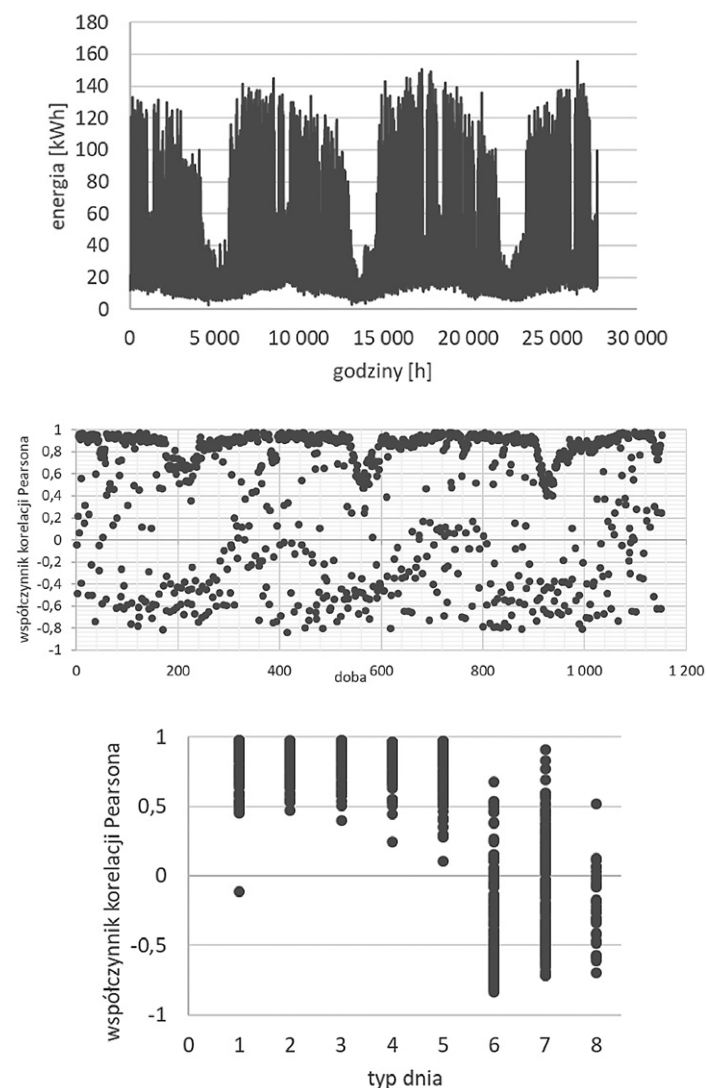 180
160
140
120
100
80
60
40
20
0
energia [kWh]
0 5 000 10 000 15 000 20 000 25 000 30 000
godziny [h]
1
0,8
0,6
0,4
0,2
0
-0,2
-0,4
-0,6
-0,8
-1
współczynnik korelacji Pearsona
0 200 400 600 800 1 000 1 200
doba
1
0,5
0
-0,5
-1
współczynnik korelacji Pearsona
0 1 2 3 4 5 6 7 8
typ dnia